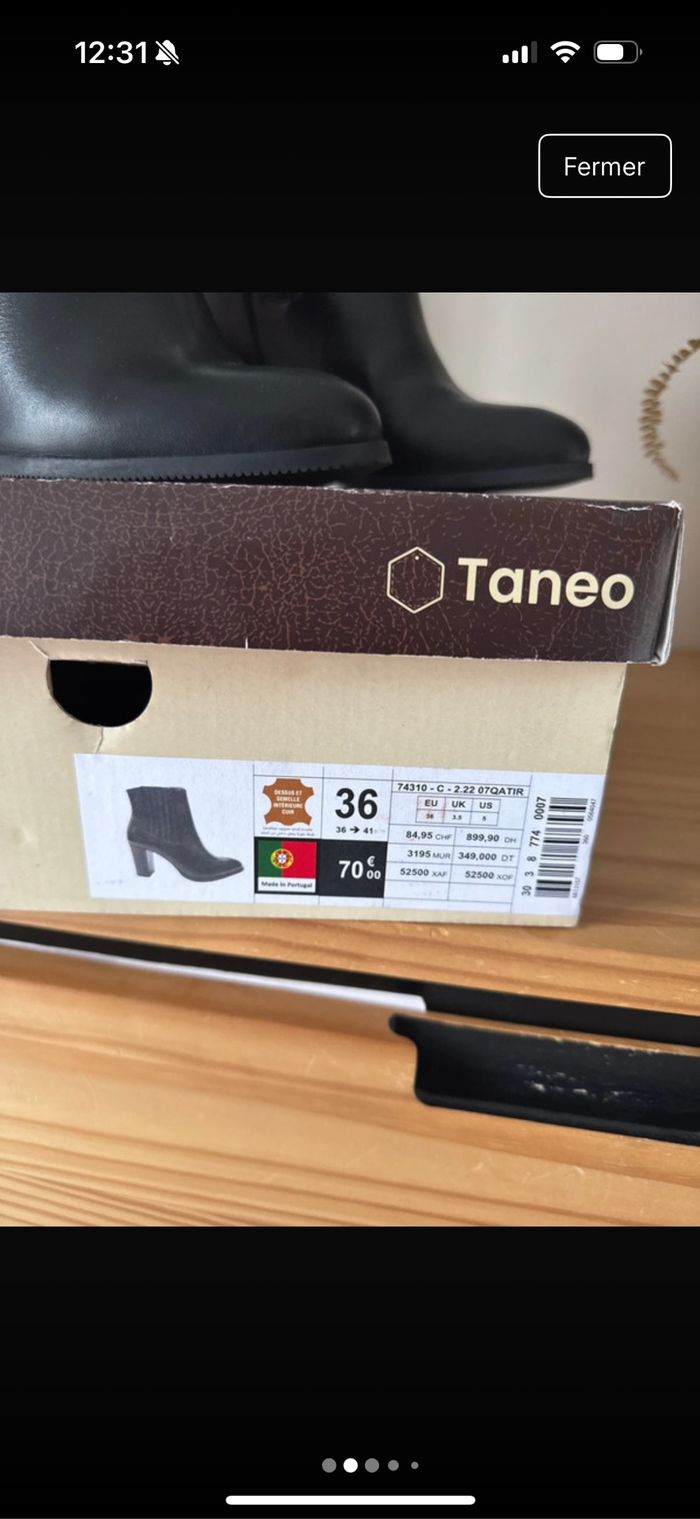 12:31
Fermer
Taneo
DESSUS ET
SEMELLE
INTÉRIEURE
CUIR
36
36 → 41
Made in Portugal
70 €
00
74310 - C - 2.22 07QATIR
EU UK US
36 3.5 5
84,95 CHF 899,90 DH
3195 MUR 349,000 DT
52500 XAF 52500 XOF
30 3 8 774 0007